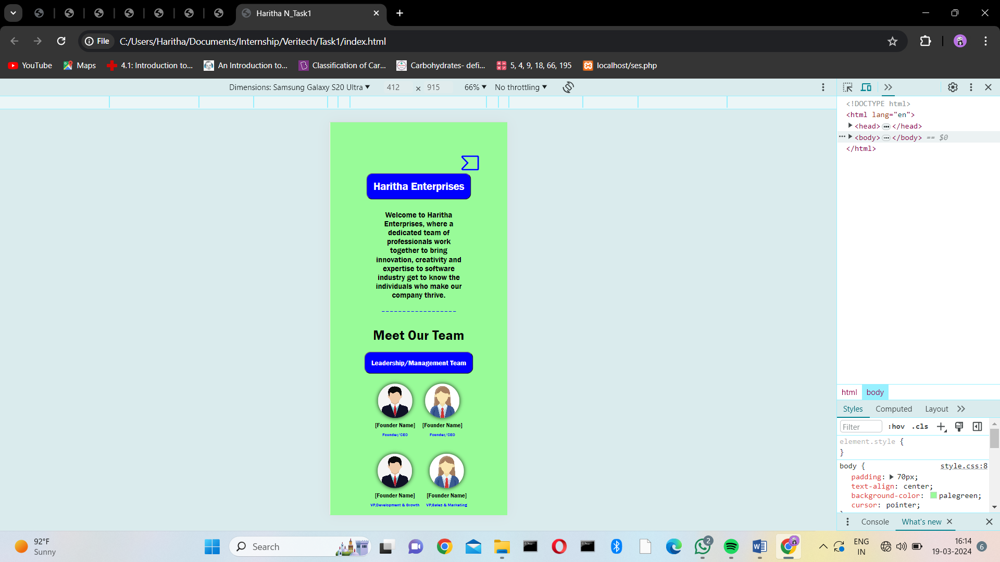 Haritha N_Task1
File C:/Users/Haritha/Documents/Internship/Veritech/Task1/index.html
YouTube Maps 4.1: Introduction to... An Introduction to... Classification of Car... Carbohydrates- defi... 5, 4, 9, 18, 66, 195 localhost/ses.php
Dimensions: Samsung Galaxy S20 Ultra 412 x 915 66% No throttling
Haritha Enterprises
Welcome to Haritha
Enterprises, where a
dedicated team of
professionals work
together to bring
innovation, creativity and
expertise to software
industry get to know the
individuals who make our
company thrive.
------------------
Meet Our Team
Leadership/Management Team
[Founder Name] [Founder Name]
Founder/CEO Founder/CEO
[Founder Name] [Founder Name]
VP,Development & Growth VP,Sales & Marketing
<!DOCTYPE html>
<html lang="en">
<head> ... </head>
... <body> ... </body> == $0
</html>
html body
Styles Computed Layout
Filter :hov .cls
element.style {
}
body { style.css:8
padding: 70px;
text-align: center;
background-color: palegreen;
cursor: pointer;
Console What's new
92°F
Sunny
Search
2
ENG
IN
16:14
19-03-2024
6